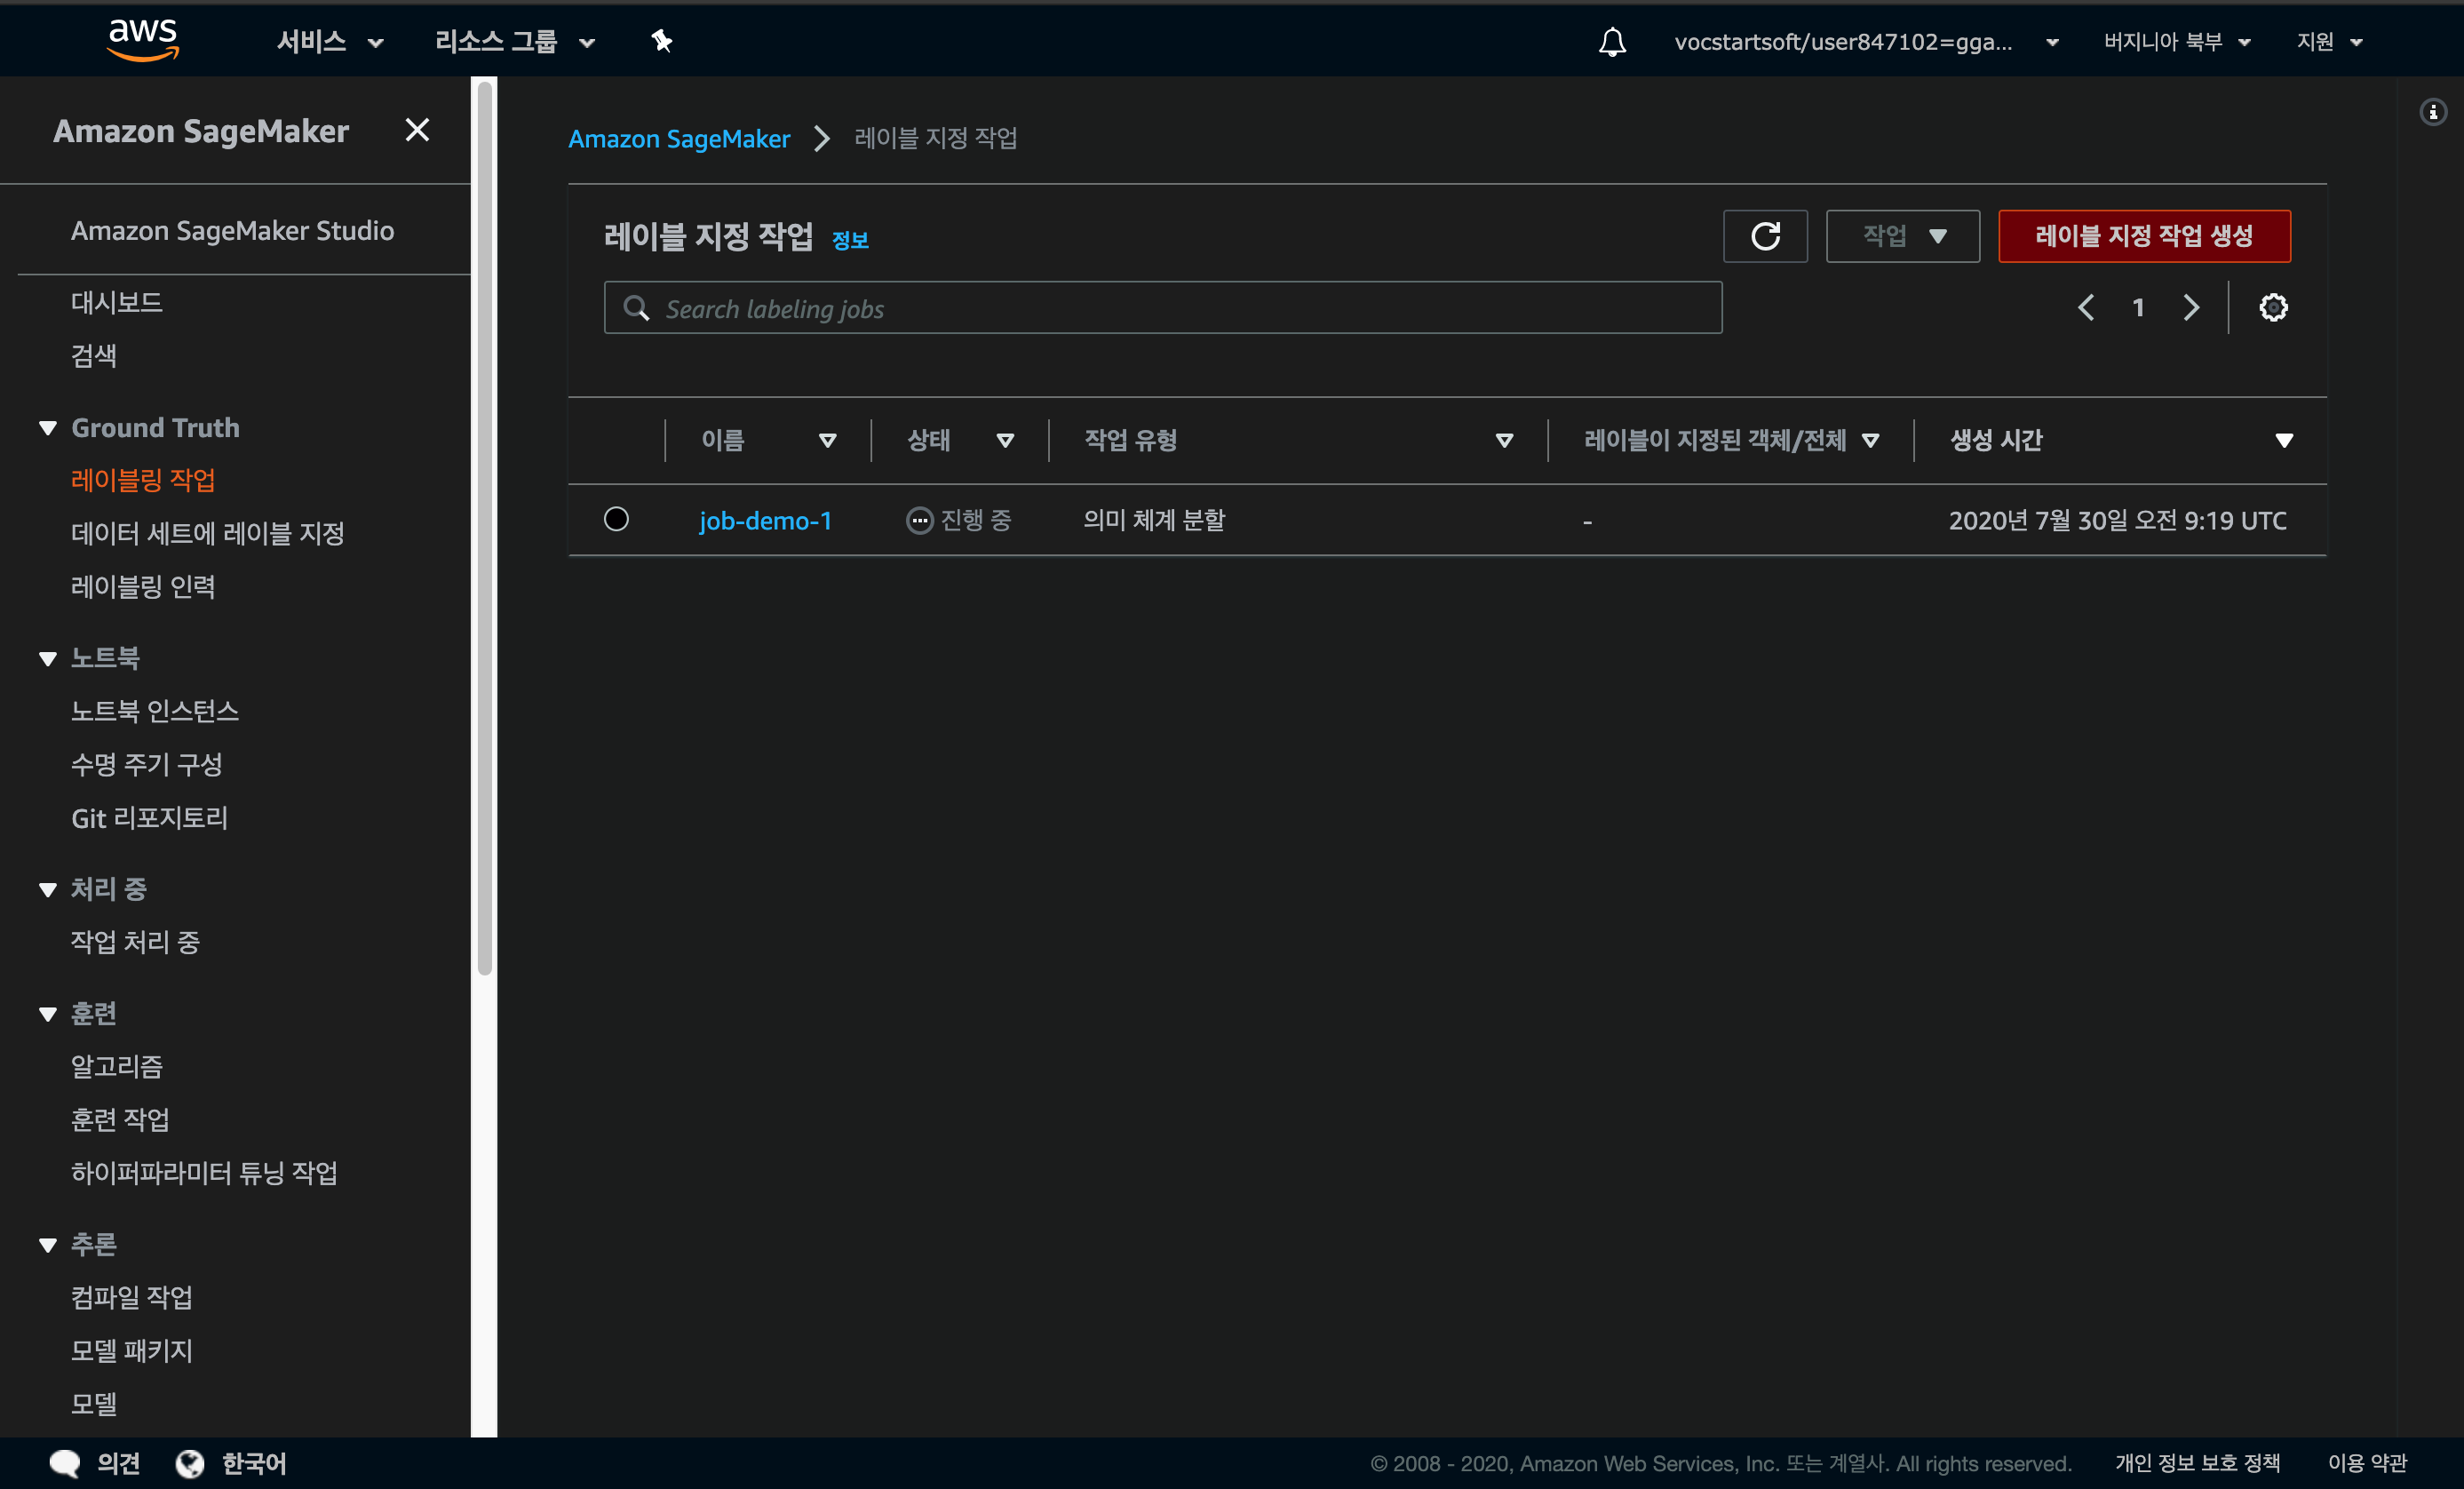 aws 서비스 리소스 그룹 vocstartsoft/user847102=gga... 버지니아 북부 지원
Amazon SageMaker
Amazon SageMaker Studio
대시보드
검색
Ground Truth
레이블링 작업
데이터 세트에 레이블 지정
레이블링 인력
노트북
노트북 인스턴스
수명 주기 구성
Git 리포지토리
처리 중
작업 처리 중
훈련
알고리즘
훈련 작업
하이퍼파라미터 튜닝 작업
추론
컴파일 작업
모델 패키지
모델
Amazon SageMaker 레이블 지정 작업
레이블 지정 작업 정보 작업 레이블 지정 작업 생성
Search labeling jobs 1
이름 상태 작업 유형 레이블이 지정된 객체/전체 생성 시간
job-demo-1 진행 중 의미 체계 분할 - 2020년 7월 30일 오전 9:19 UTC
의견 한국어 © 2008 - 2020, Amazon Web Services, Inc. 또는 계열사. All rights reserved. 개인 정보 보호 정책 이용 약관